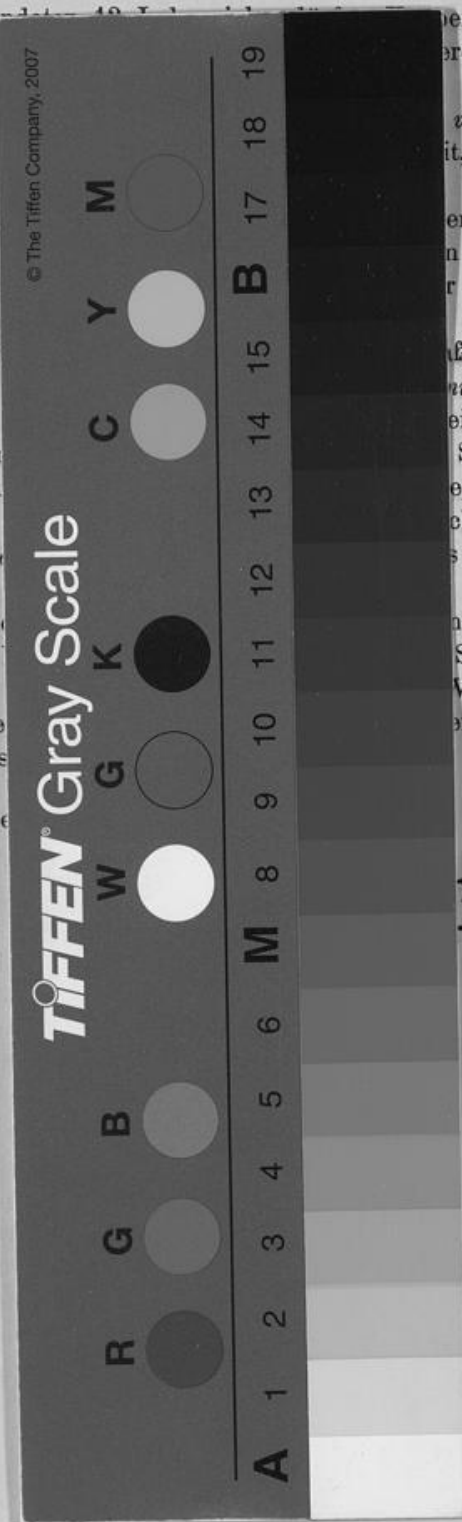 © The Tiffen Company, 2007
TIFFEN® Gray Scale
R G B W G K C Y M
A 1 2 3 4 5 6 M 8 9 10 11 12 13 14 15 B 17 18 19